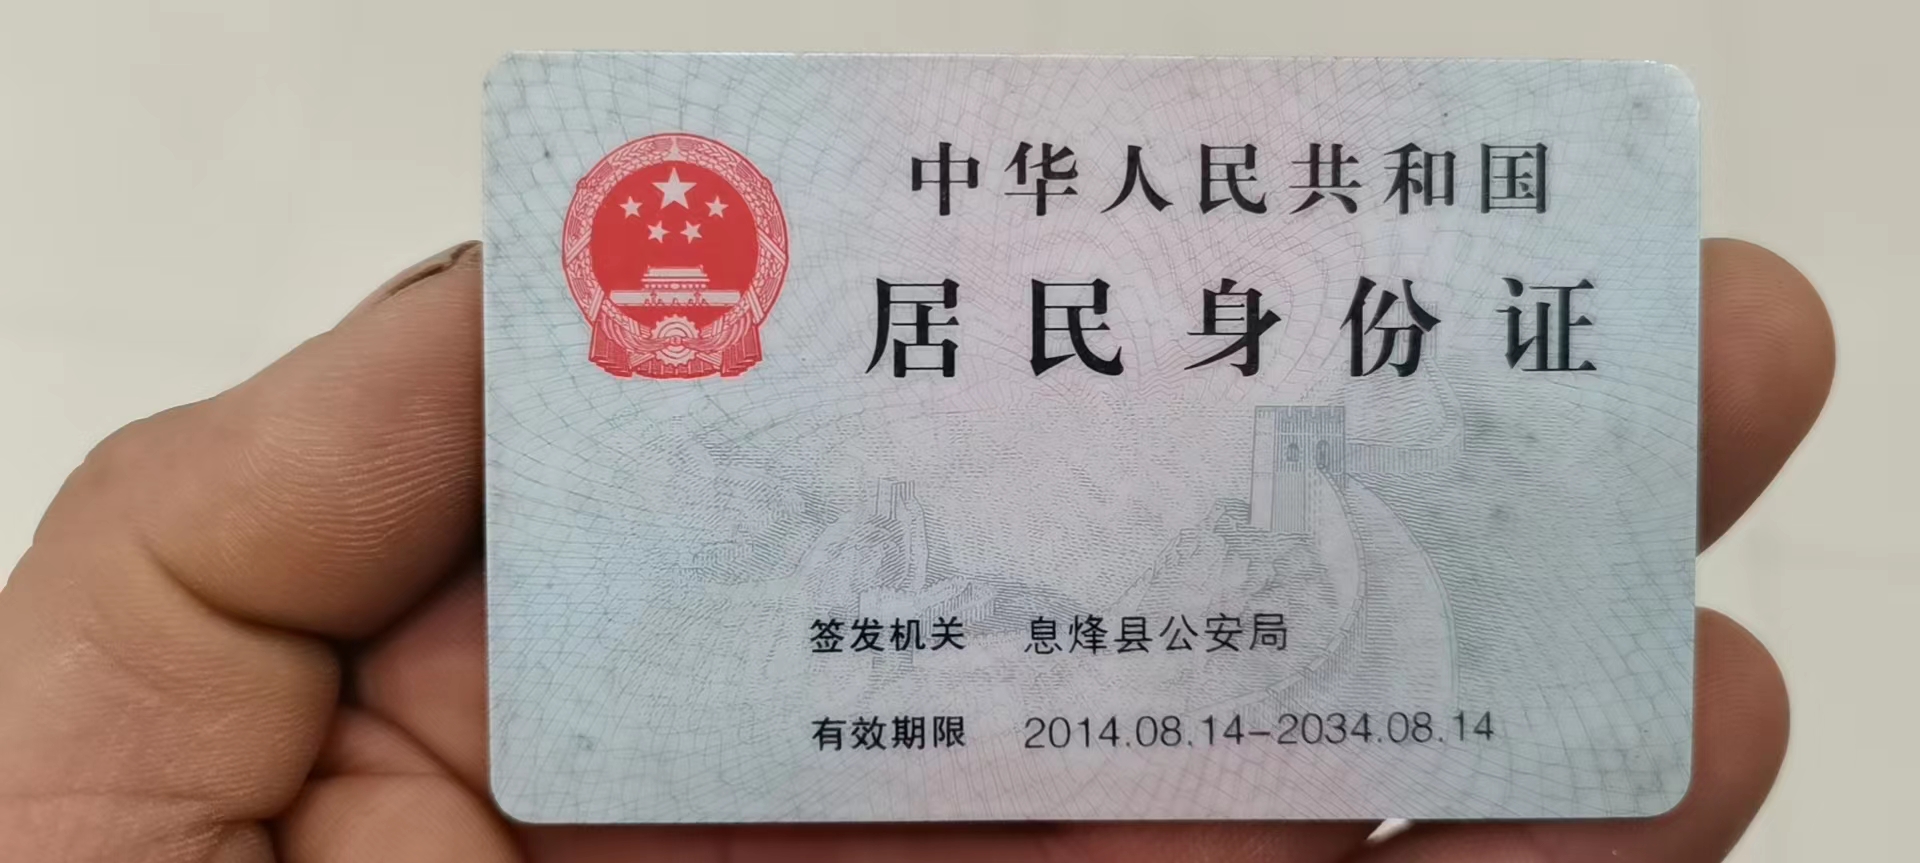 中华人民共和国
居民身份证
签发机关 息烽县公安局
有效期限 2014.08.14-2034.08.14